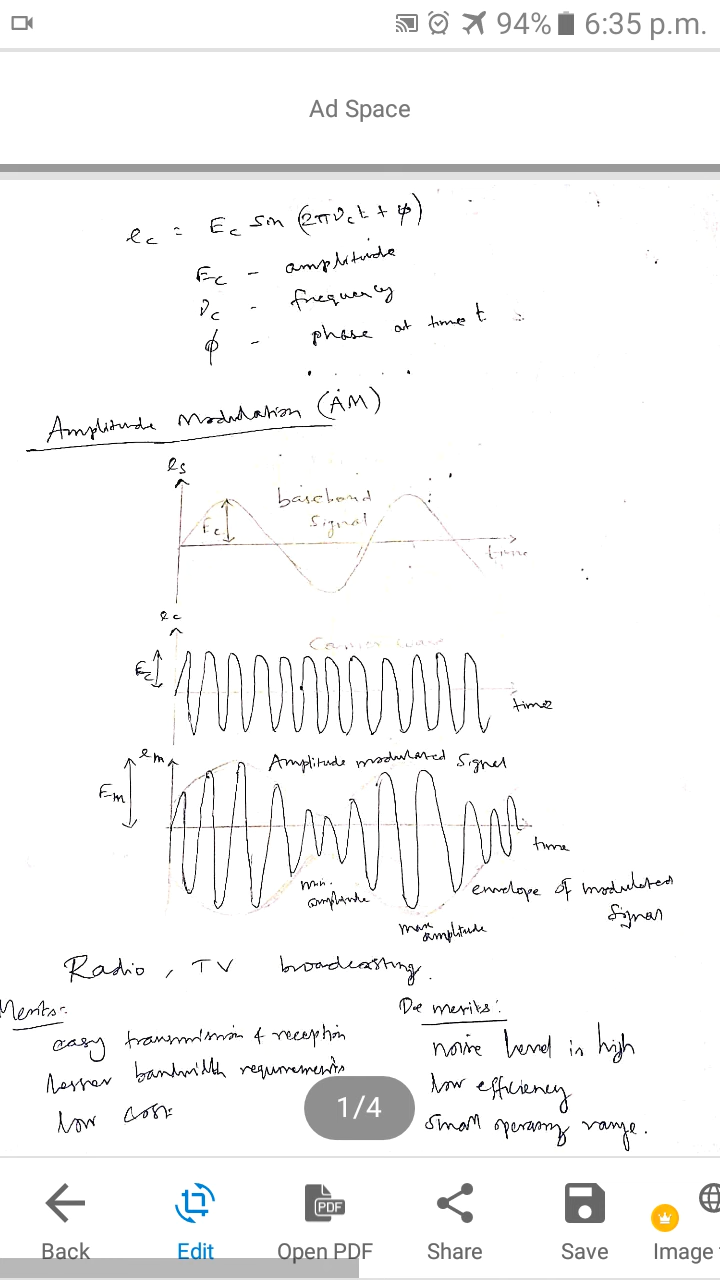 94% 6:35 p.m.
Ad Space
ec = Ec Sin (2πνct + φ)
Ec - amplitude
νc - frequency
φ - phase at time t
Amplitude Modulation (AM)
es
baseband
Signal
Ec
time
ec
Carrier wave
Ec
time
em
Amplitude modulated Signal
Em
time
min.
amplitude
envelope of modulated
Signal
max
amplitude
Radio, TV broadcasting.
Merits:
De merits:
easy transmission & reception
noise level is high
lesser bandwidth requirements
low efficiency
low cost
small operating range.
1/4
PDF
Back Edit Open PDF Share Save Image